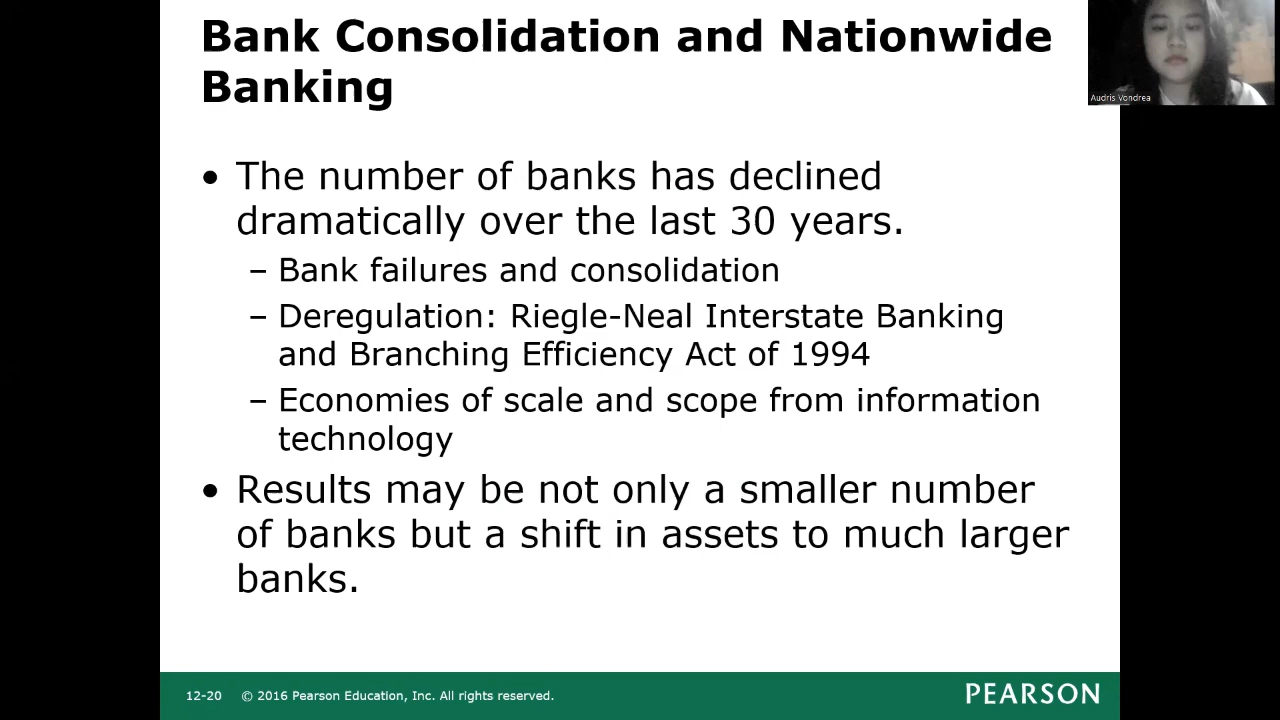 Bank Consolidation and Nationwide
Banking
Audris Vondrea
• The number of banks has declined
dramatically over the last 30 years.
– Bank failures and consolidation
– Deregulation: Riegle-Neal Interstate Banking
and Branching Efficiency Act of 1994
– Economies of scale and scope from information
technology
• Results may be not only a smaller number
of banks but a shift in assets to much larger
banks.
12-20 © 2016 Pearson Education, Inc. All rights reserved.
PEARSON